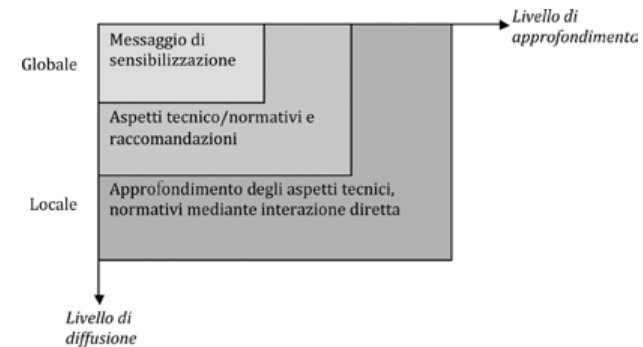 Livello di
approfondimento
Globale
Messaggio di
sensibilizzazione
Aspetti tecnico/normativi e
raccomandazioni
Locale
Approfondimento degli aspetti tecnici,
normativi mediante interazione diretta
Livello di
diffusione